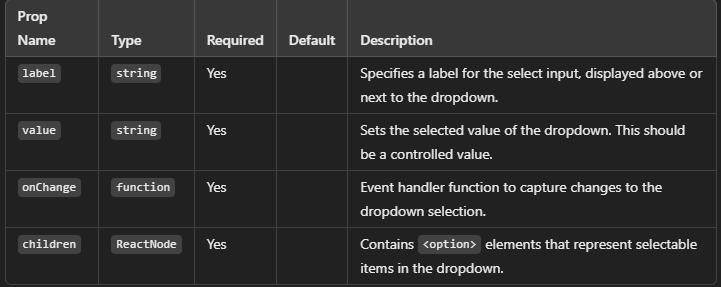 Prop
Name Type Required Default Description
label string Yes Specifies a label for the select input, displayed above or
next to the dropdown.
value string Yes Sets the selected value of the dropdown. This should
be a controlled value.
onChange function Yes Event handler function to capture changes to the
dropdown selection.
children ReactNode Yes Contains <option> elements that represent selectable
items in the dropdown.